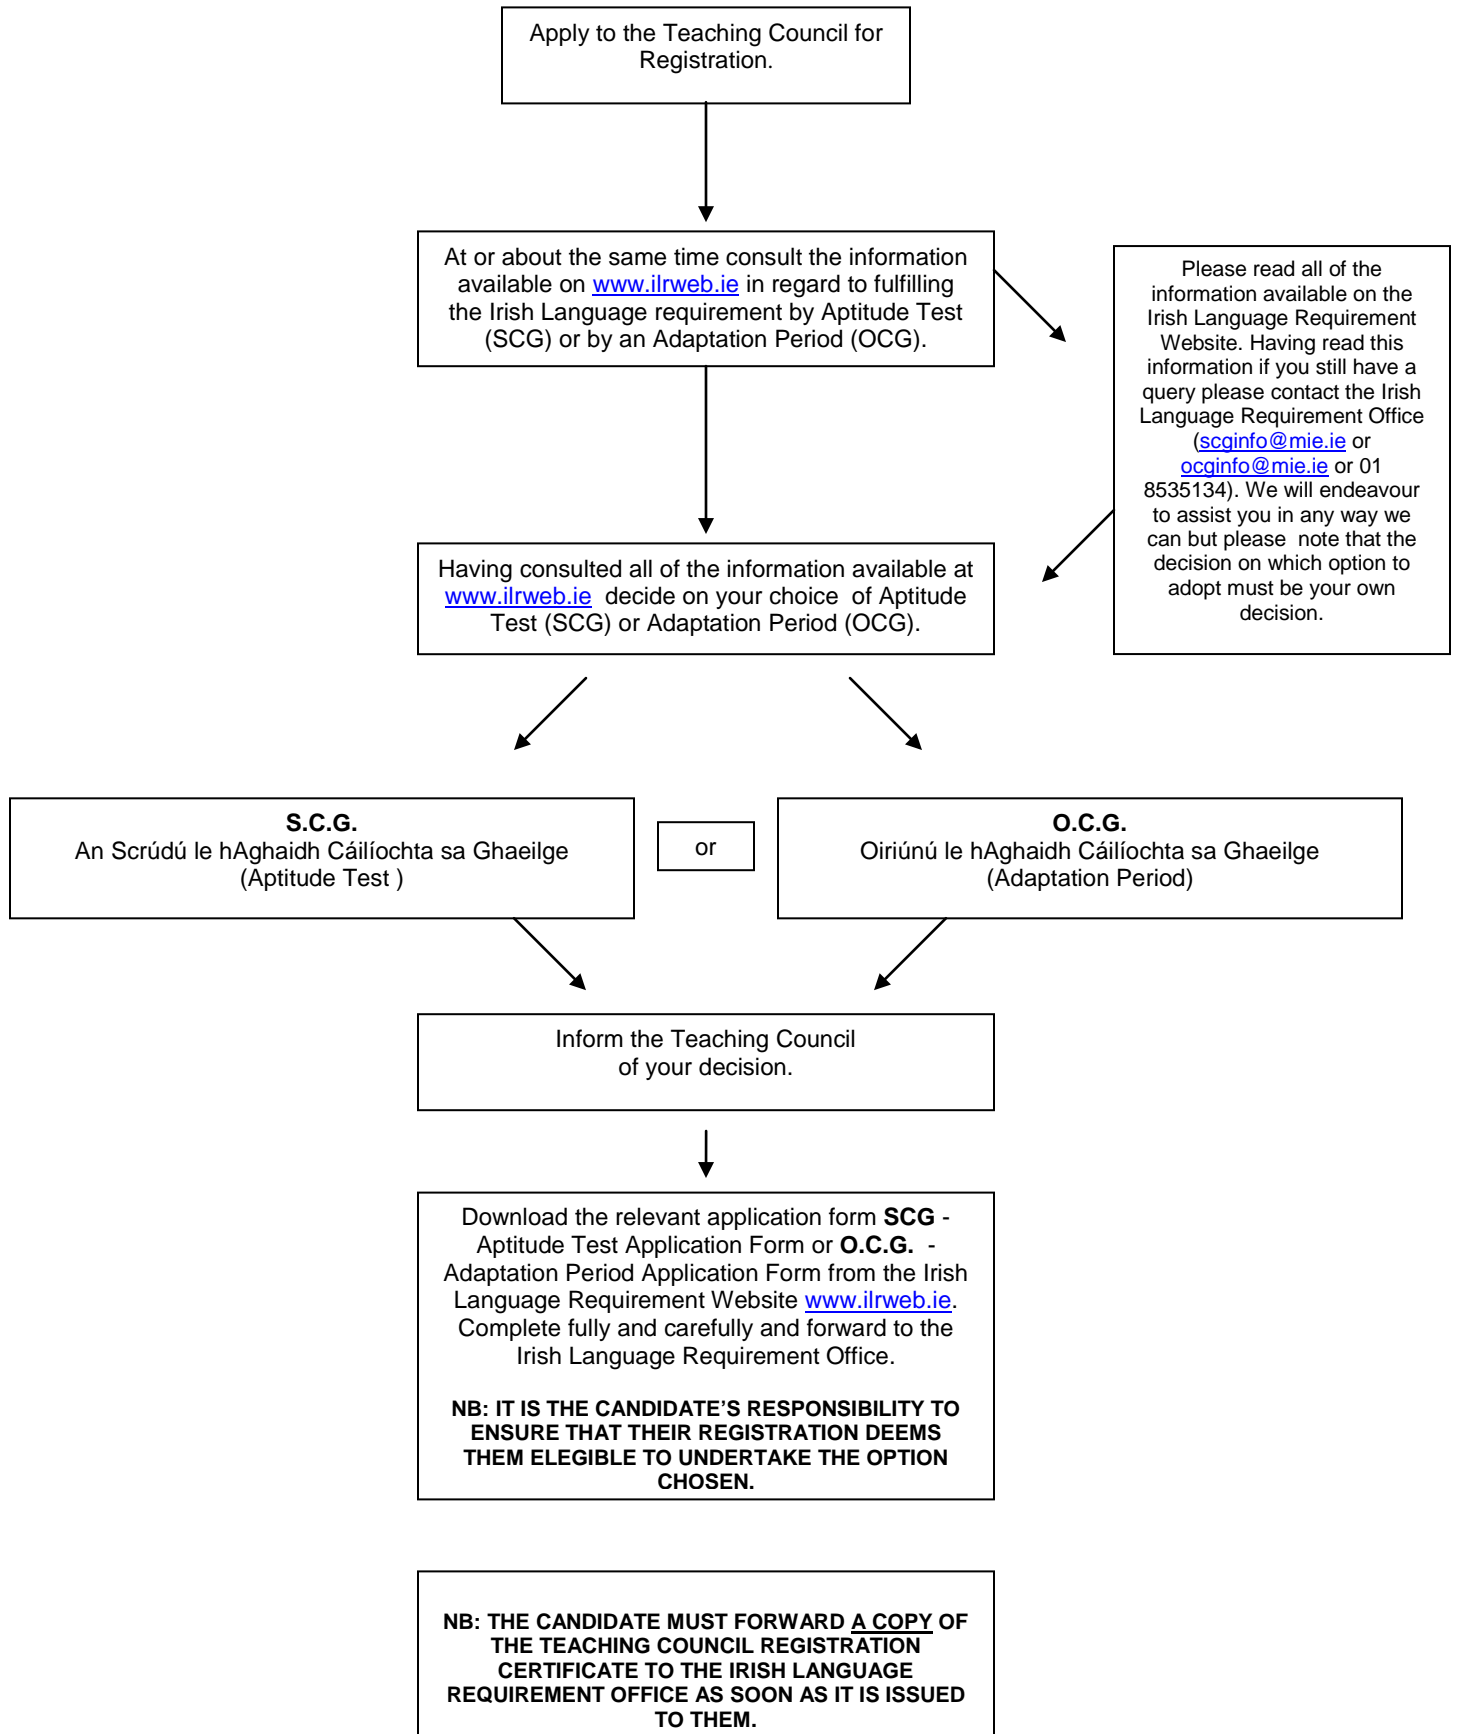 Apply to the Teaching Council for
Registration.
At or about the same time consult the information
available on www.ilrweb.ie in regard to fulfilling
the Irish Language requirement by Aptitude Test
(SCG) or by an Adaptation Period (OCG).
Please read all of the
information available on the
Irish Language Requirement
Website. Having read this
information if you still have a
query please contact the Irish
Language Requirement Office
(scginfo@mie.ie or
ocginfo@mie.ie or 01
8535134). We will endeavour
to assist you in any way we
can but please note that the
decision on which option to
adopt must be your own
decision.
Having consulted all of the information available at
www.ilrweb.ie decide on your choice of Aptitude
Test (SCG) or Adaptation Period (OCG).
S.C.G.
An Scrúdú le hAghaidh Cáilíochta sa Ghaeilge
(Aptitude Test )
or
O.C.G.
Oiriúnú le hAghaidh Cáilíochta sa Ghaeilge
(Adaptation Period)
Inform the Teaching Council
of your decision.
Download the relevant application form SCG -
Aptitude Test Application Form or O.C.G. -
Adaptation Period Application Form from the Irish
Language Requirement Website www.ilrweb.ie.
Complete fully and carefully and forward to the
Irish Language Requirement Office.
NB: IT IS THE CANDIDATE'S RESPONSIBILITY TO
ENSURE THAT THEIR REGISTRATION DEEMS
THEM ELEGIBLE TO UNDERTAKE THE OPTION
CHOSEN.
NB: THE CANDIDATE MUST FORWARD A COPY OF
THE TEACHING COUNCIL REGISTRATION
CERTIFICATE TO THE IRISH LANGUAGE
REQUIREMENT OFFICE AS SOON AS IT IS ISSUED
TO THEM.